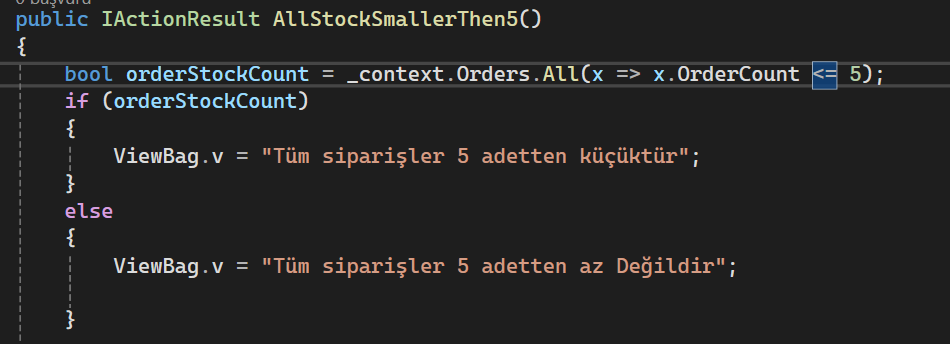 0 başvuru
public IActionResult AllStockSmallerThen5()
{
bool orderStockCount = _context.Orders.All(x => x.OrderCount <= 5);
if (orderStockCount)
{
ViewBag.v = "Tüm siparişler 5 adetten küçüktür";
}
else
{
ViewBag.v = "Tüm siparişler 5 adetten az Değildir";
}